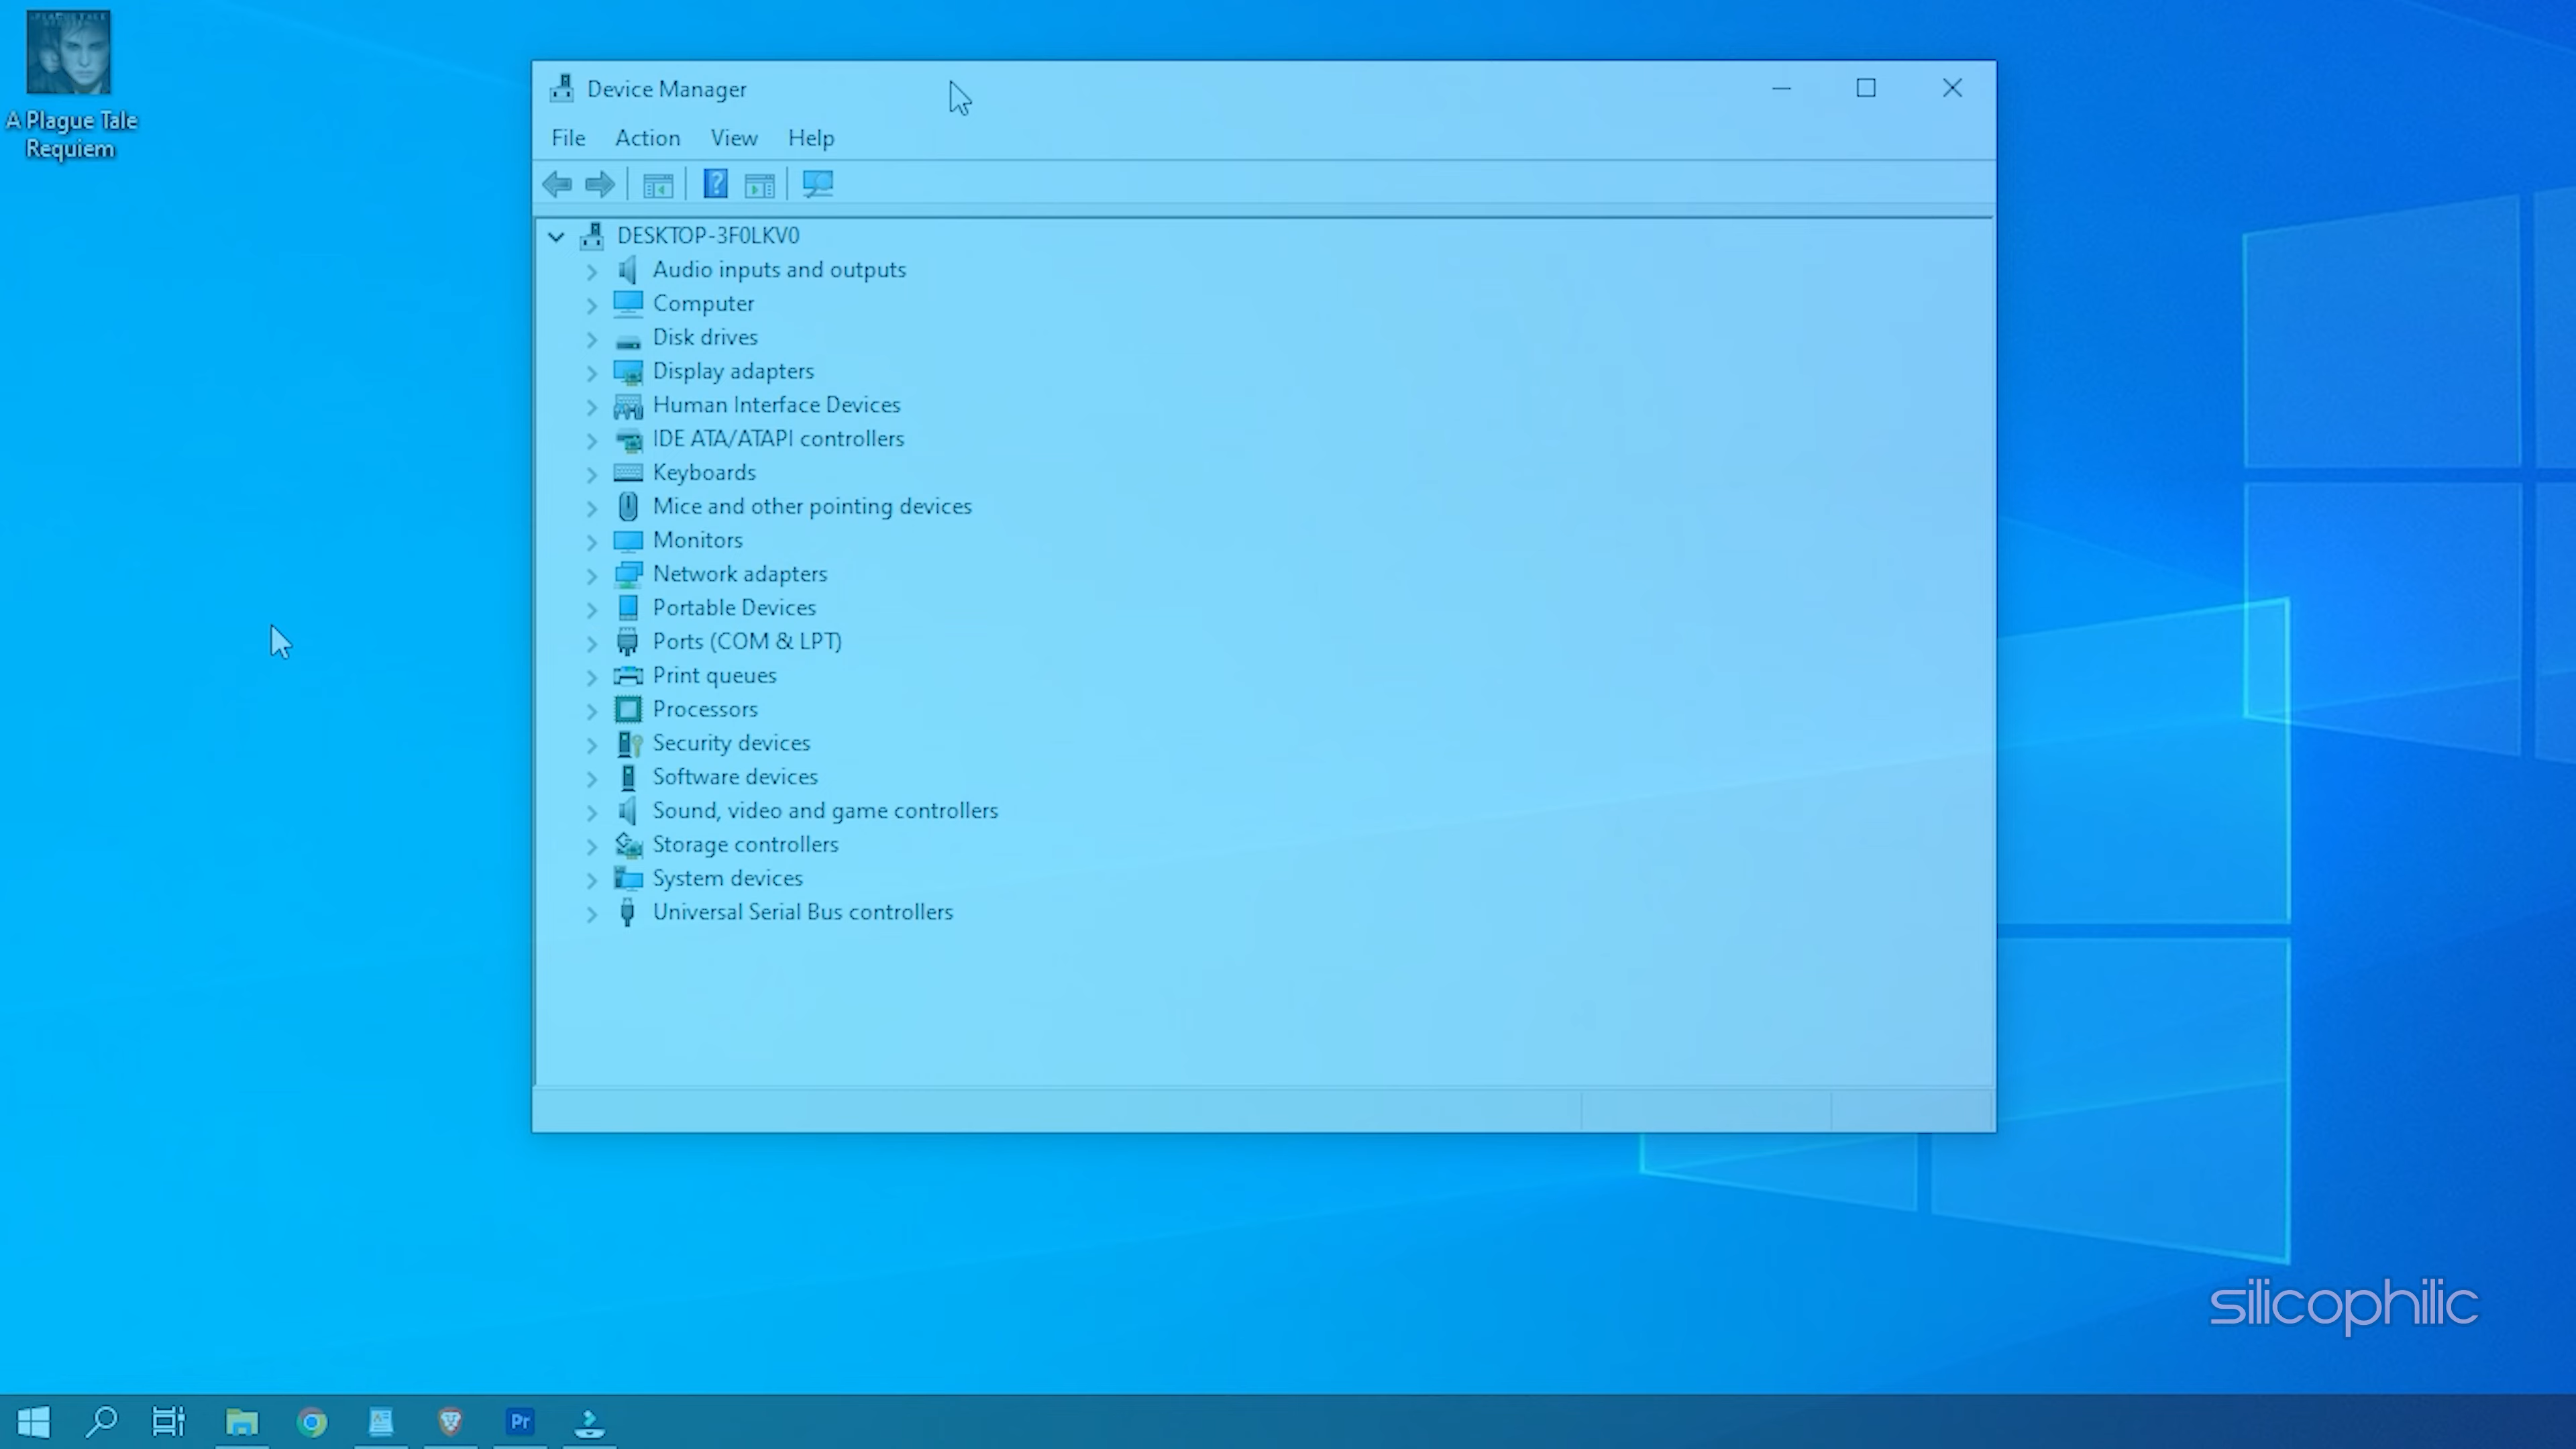 A Plague Tale
Requiem
Device Manager
File Action View Help
DESKTOP-3F0LKV0
Audio inputs and outputs
Computer
Disk drives
Display adapters
Human Interface Devices
IDE ATA/ATAPI controllers
Keyboards
Mice and other pointing devices
Monitors
Network adapters
Portable Devices
Ports (COM & LPT)
Print queues
Processors
Security devices
Software devices
Sound, video and game controllers
Storage controllers
System devices
Universal Serial Bus controllers
silicophilic
Pr